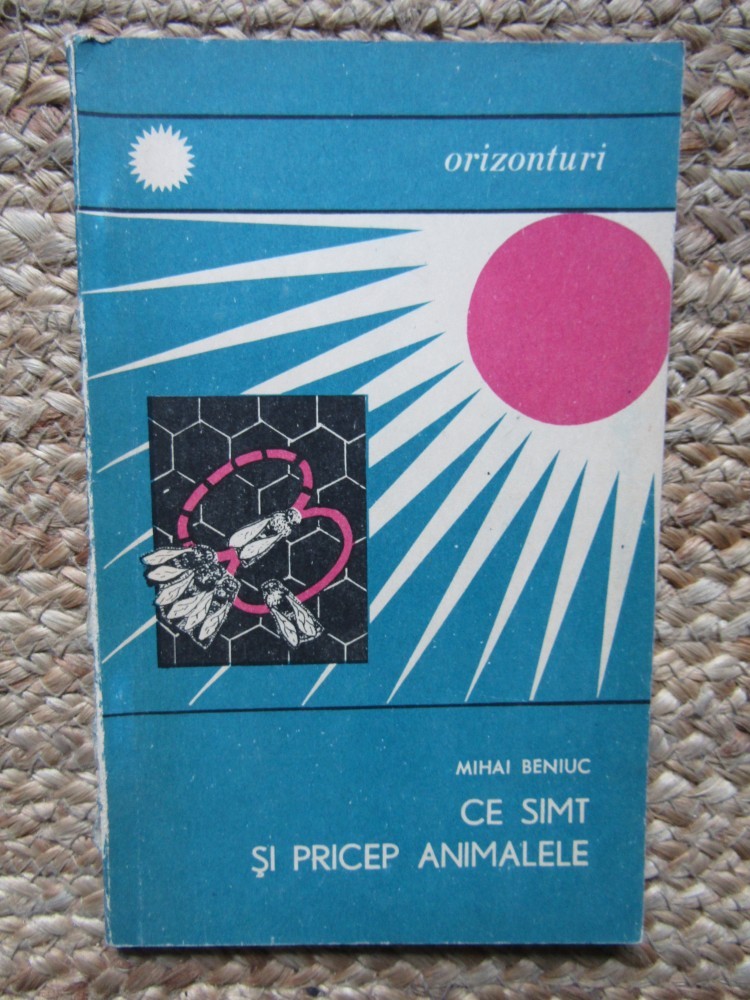 orizonturi
MIHAI BENIUC
CE SIMT
ŞI PRICEP ANIMALELE